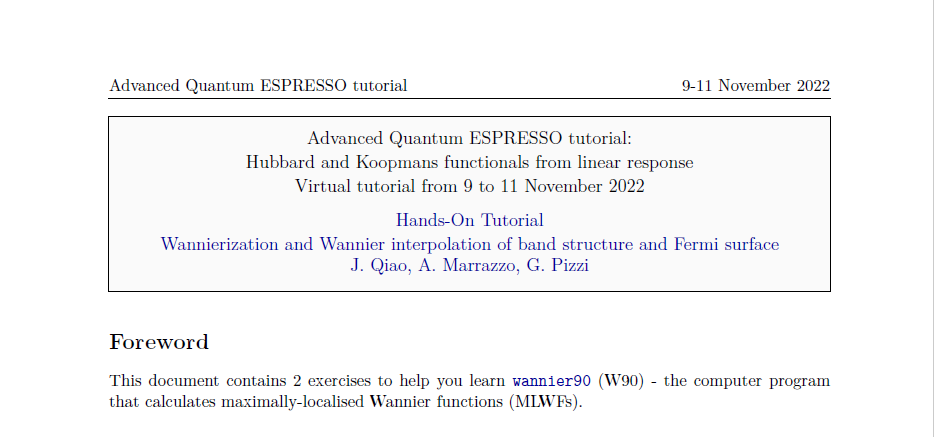 Advanced Quantum ESPRESSO tutorial 9-11 November 2022
Advanced Quantum ESPRESSO tutorial:
Hubbard and Koopmans functionals from linear response
Virtual tutorial from 9 to 11 November 2022
Hands-On Tutorial
Wannierization and Wannier interpolation of band structure and Fermi surface
J. Qiao, A. Marrazzo, G. Pizzi
Foreword
This document contains 2 exercises to help you learn wannier90 (W90) - the computer program
that calculates maximally-localised Wannier functions (MLWFs).